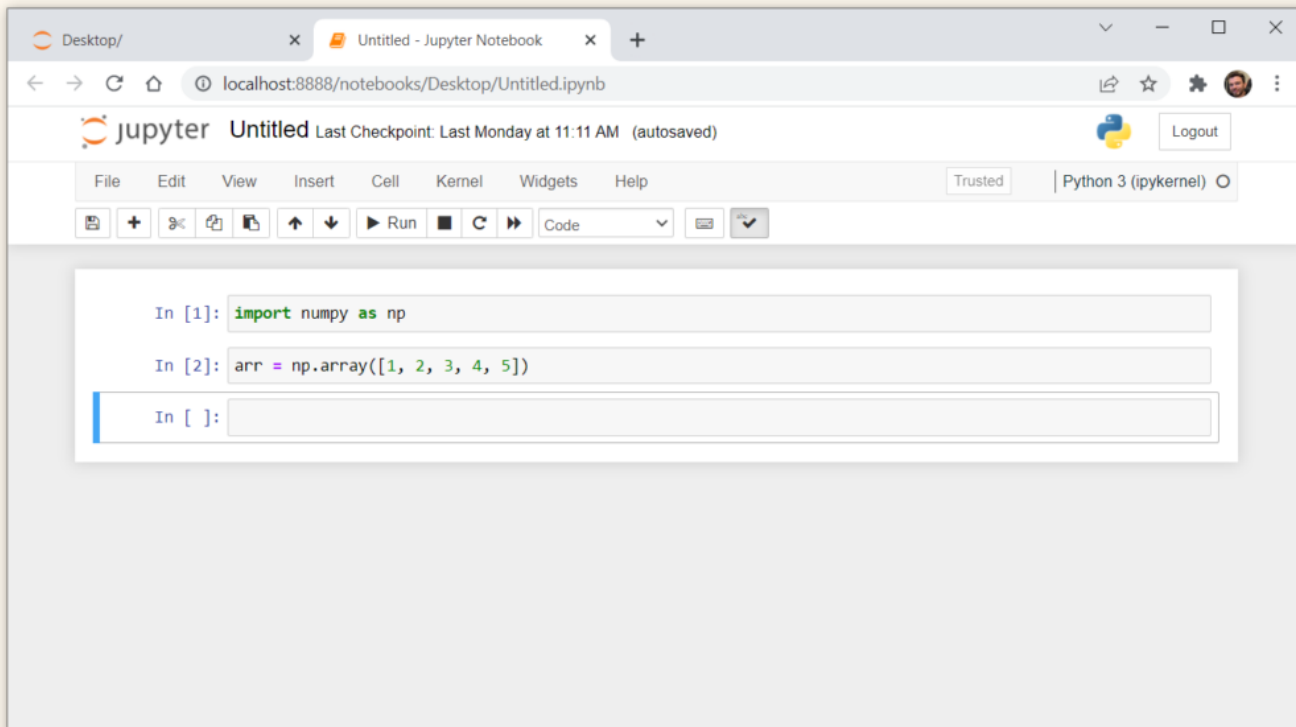 Desktop/ Untitled - Jupyter Notebook
localhost:8888/notebooks/Desktop/Untitled.ipynb
jupyter Untitled Last Checkpoint: Last Monday at 11:11 AM (autosaved) Logout
File Edit View Insert Cell Kernel Widgets Help Trusted Python 3 (ipykernel)
Run Code abc
In [1]: import numpy as np
In [2]: arr = np.array([1, 2, 3, 4, 5])
In [ ]: